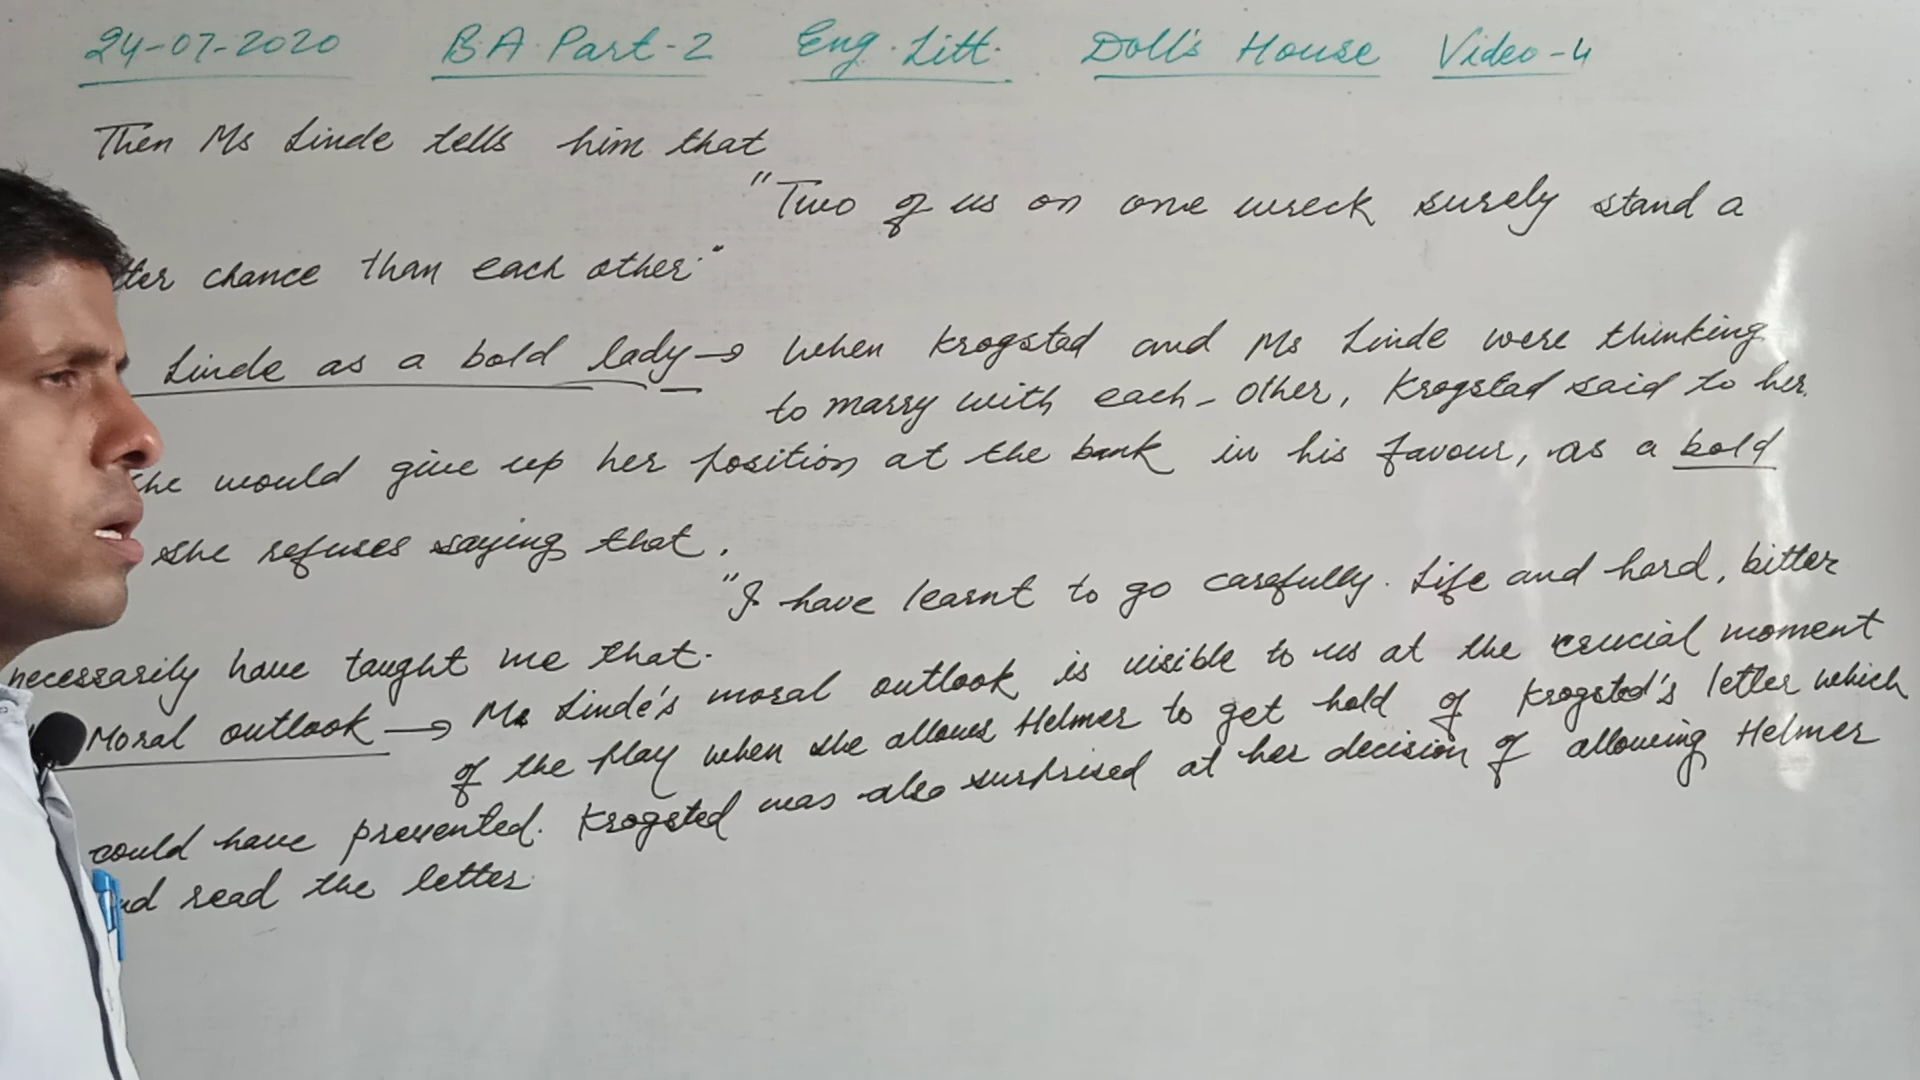 24-07-2020 BA Part-2 Eng. Litt. Doll's House Video-4
Then Ms Linde tells him that
"Two of us on one wreck surely stand a
tter chance than each other."
Linde as a bold lady → When Krogstad and Ms Linde were thinking
to marry with each-other, Krogstad said to her
she would give up her position at the bank in his favour, as a bold
she refuses saying that,
"I have learnt to go carefully. Life and hard, bitter
necessarily have taught me that.
Moral outlook → Ms Linde's moral outlook is visible to us at the crucial moment
of the play when she allows Helmer to get hold of Krogstad's letter which
could have prevented. Krogsted was also surprised at her decision of allowing Helmer
nd read the letter